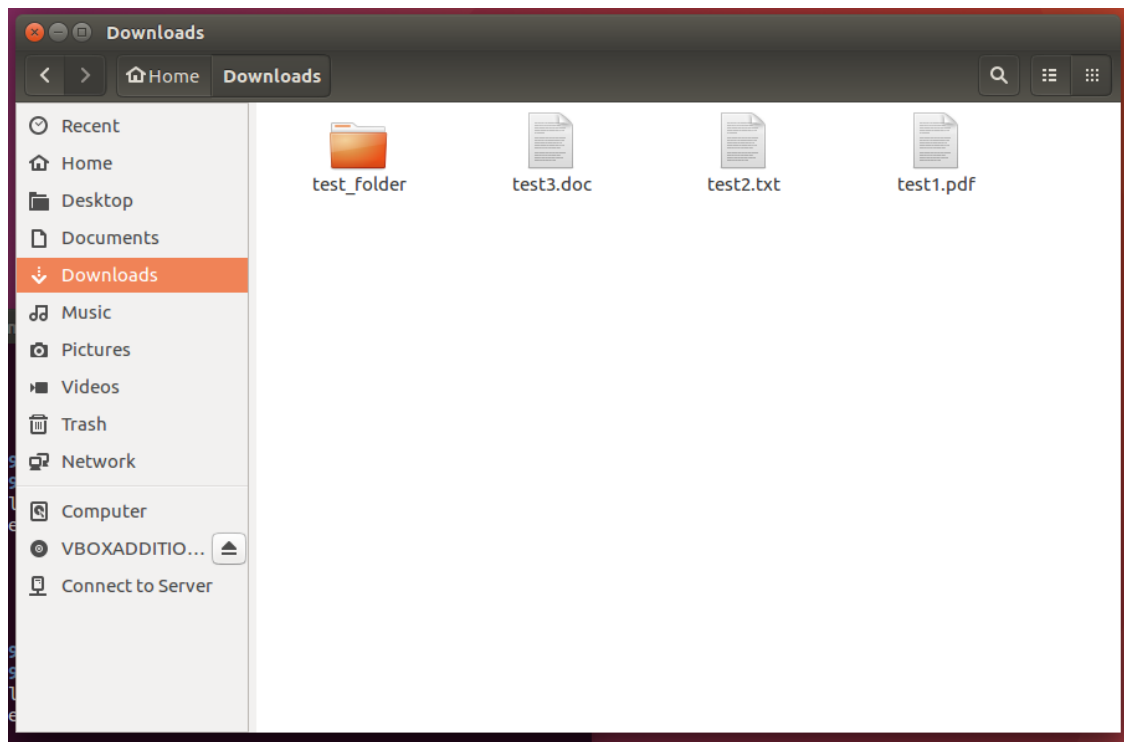 Downloads
Home Downloads
Recent
Home
Desktop
Documents
Downloads
Music
Pictures
Videos
Trash
Network
Computer
VBOXADDITIO...
Connect to Server
test_folder test3.doc test2.txt test1.pdf